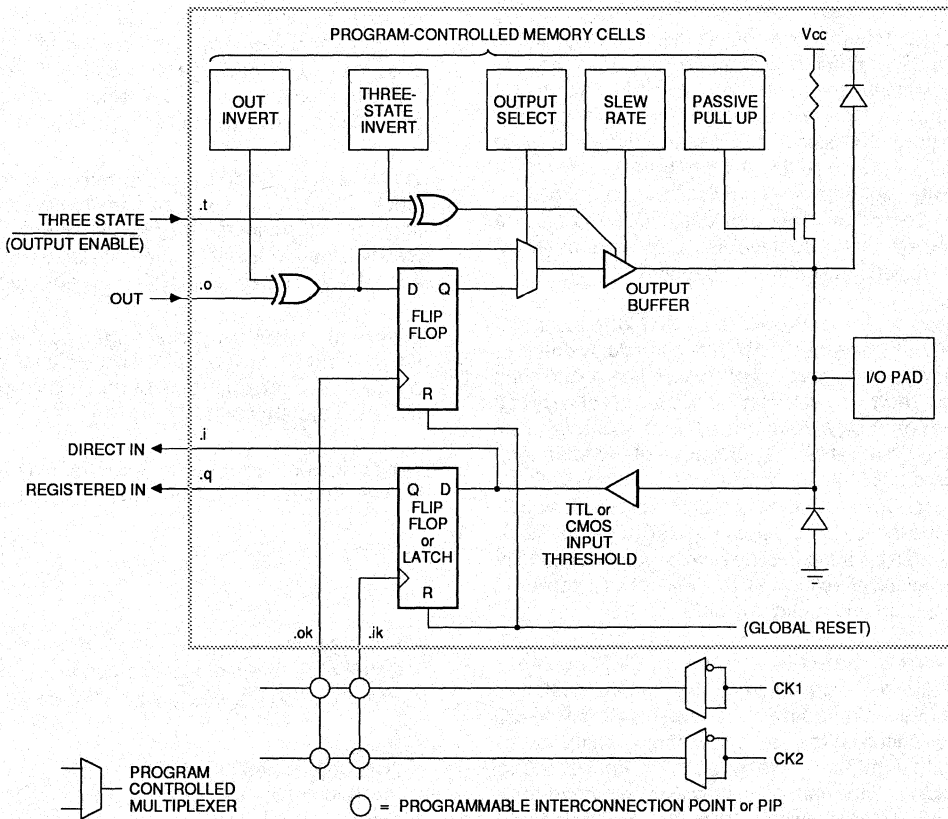 PROGRAM-CONTROLLED MEMORY CELLS
Vcc
OUT
INVERT
THREE-
STATE
INVERT
OUTPUT
SELECT
SLEW
RATE
PASSIVE
PULL UP
THREE STATE
(OUTPUT ENABLE)
.t
OUT
.o
D Q
FLIP
FLOP
R
OUTPUT
BUFFER
I/O PAD
DIRECT IN
.i
REGISTERED IN
.q
Q D
FLIP
FLOP
or
LATCH
R
TTL or
CMOS
INPUT
THRESHOLD
.ok
.ik
(GLOBAL RESET)
CK1
CK2
PROGRAM
CONTROLLED
MULTIPLEXER
= PROGRAMMABLE INTERCONNECTION POINT or PIP